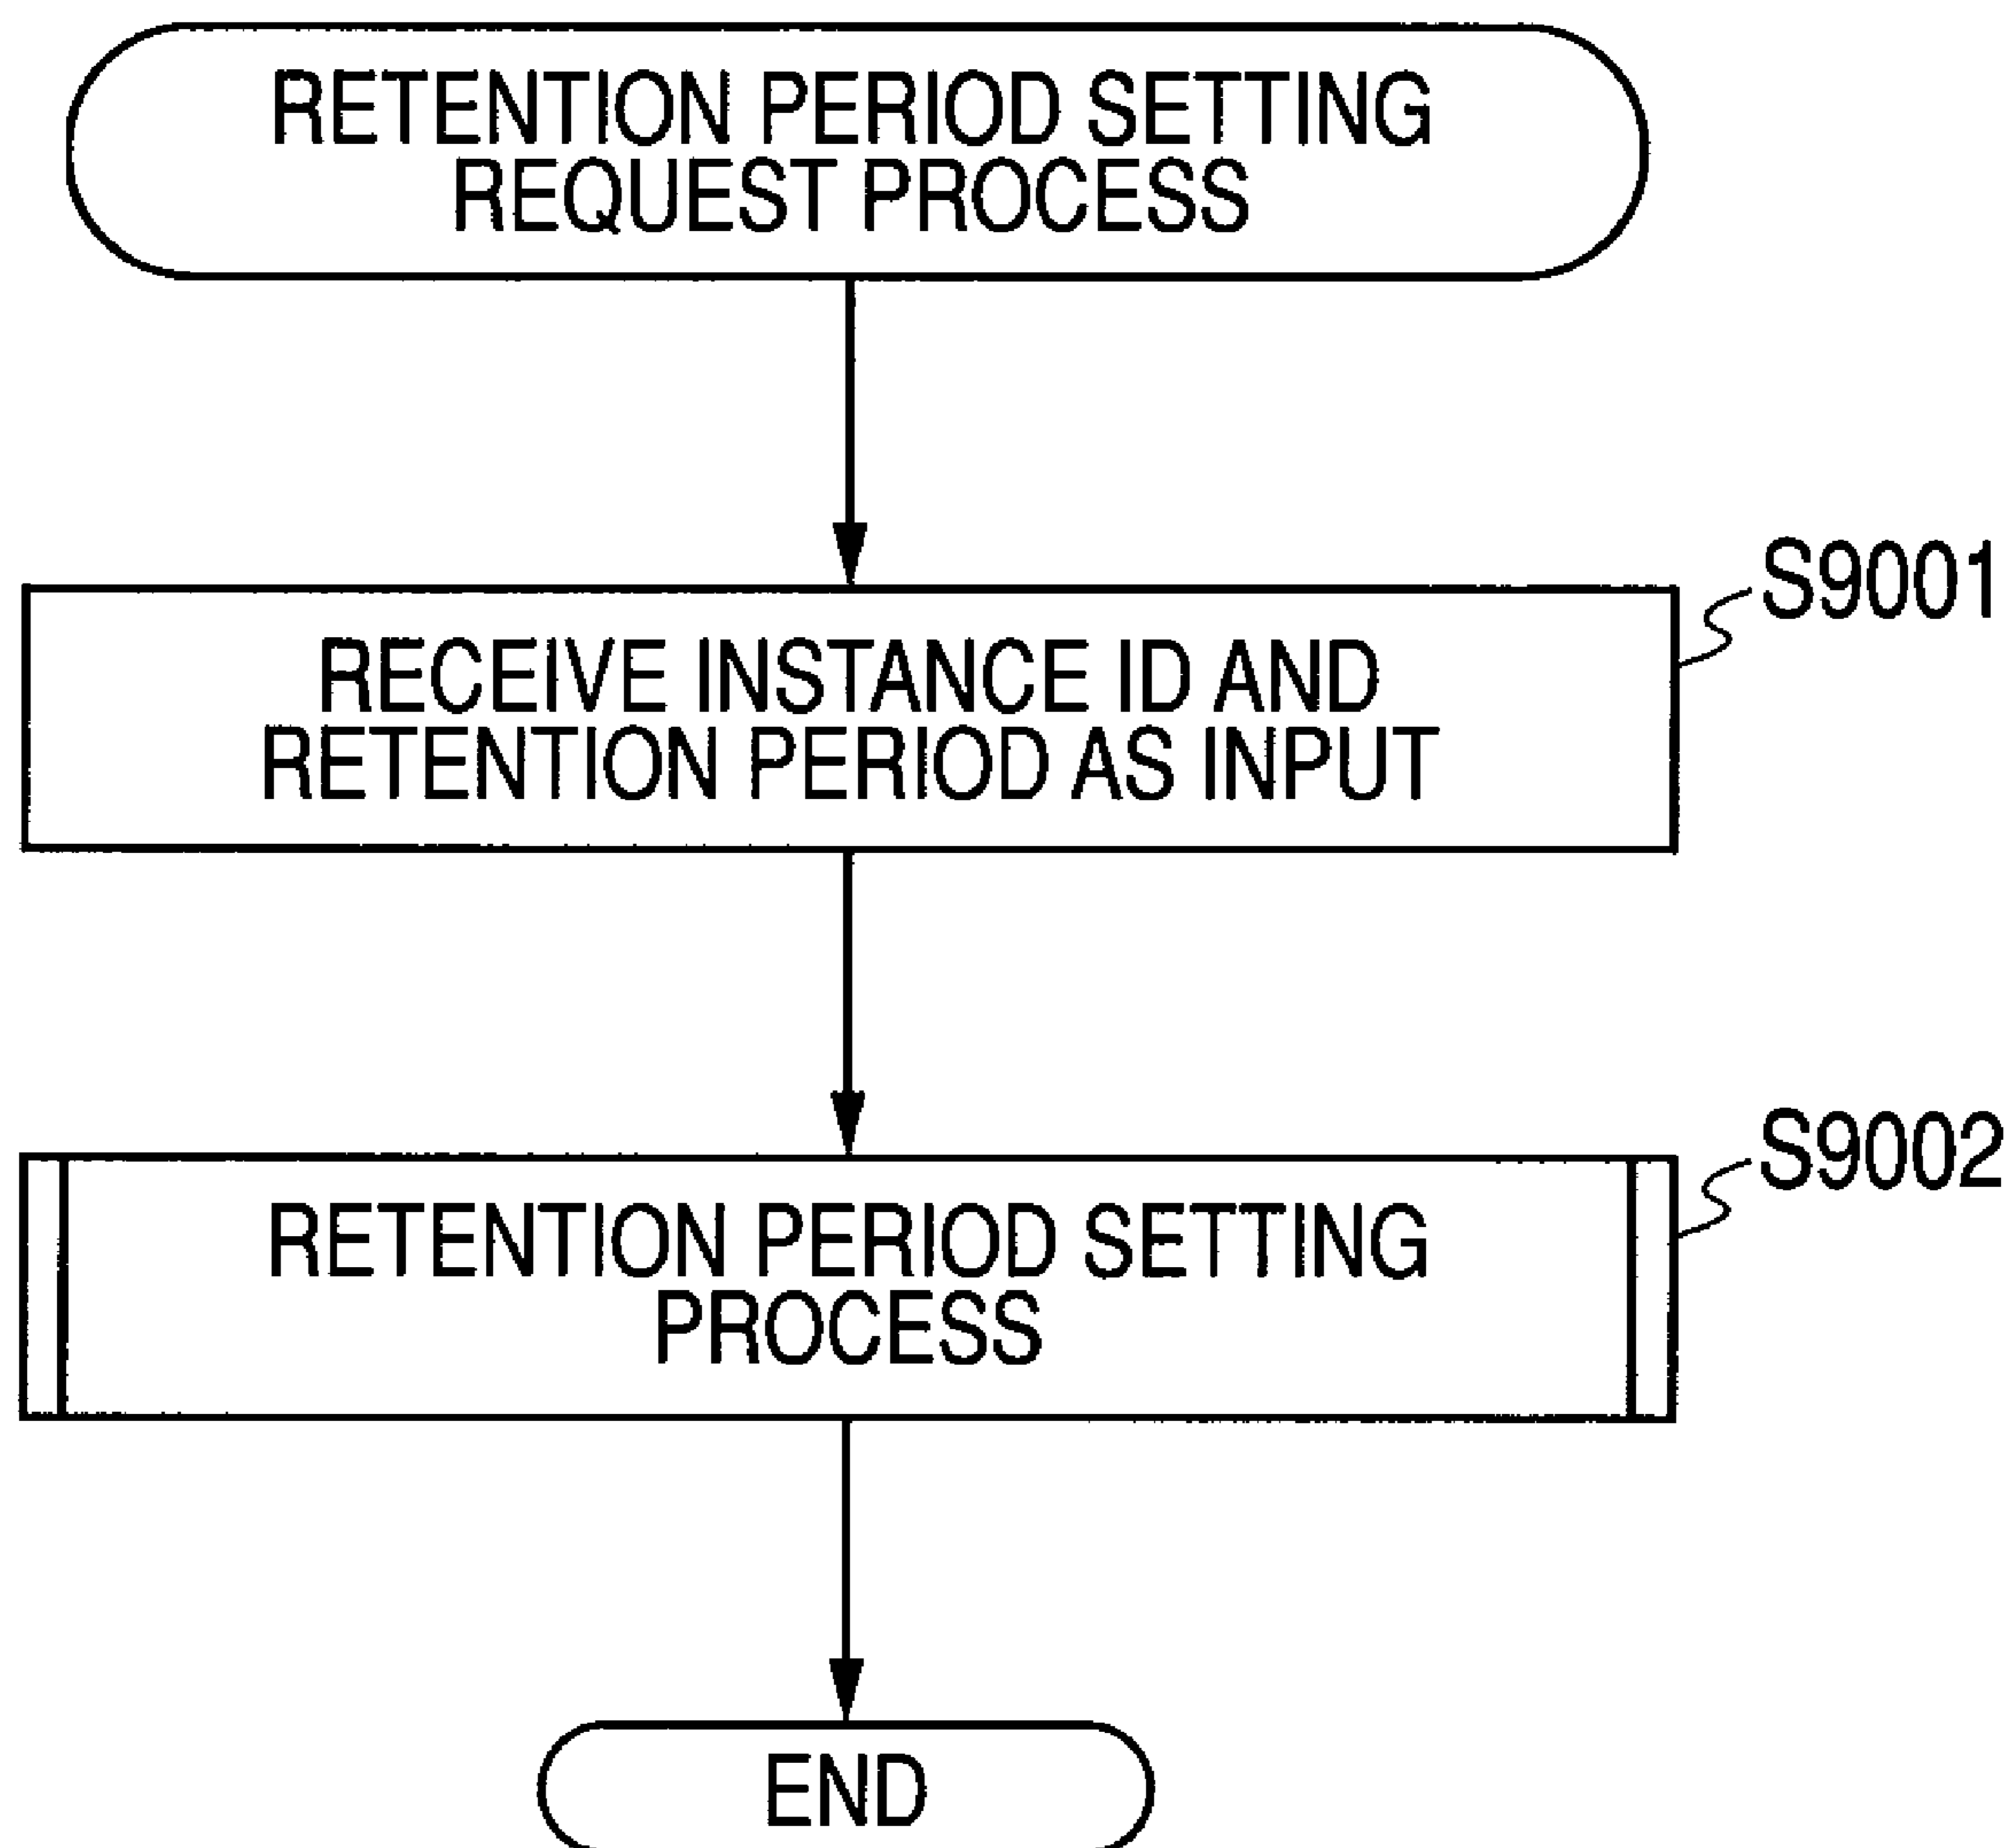 RETENTION PERIOD SETTING
REQUEST PROCESS
S9001
RECEIVE INSTANCE ID AND
RETENTION PERIOD AS INPUT
S9002
RETENTION PERIOD SETTING
PROCESS
END